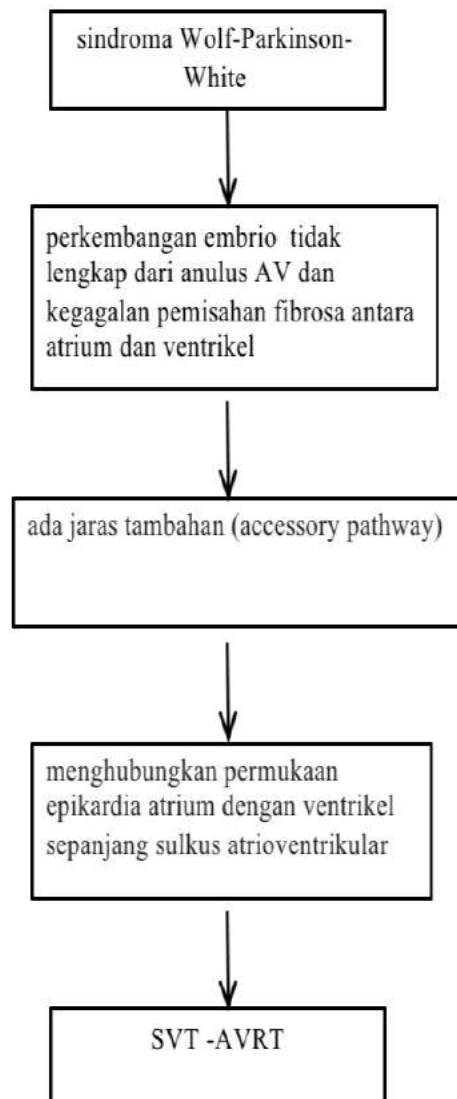 sindroma Wolf-Parkinson-
White
perkembangan embrio tidak
lengkap dari anulus AV dan
kegagalan pemisahan fibrosa antara
atrium dan ventrikel
ada jaras tambahan (accessory pathway)
menghubungkan permukaan
epikardia atrium dengan ventrikel
sepanjang sulkus atrioventrikular
SVT -AVRT